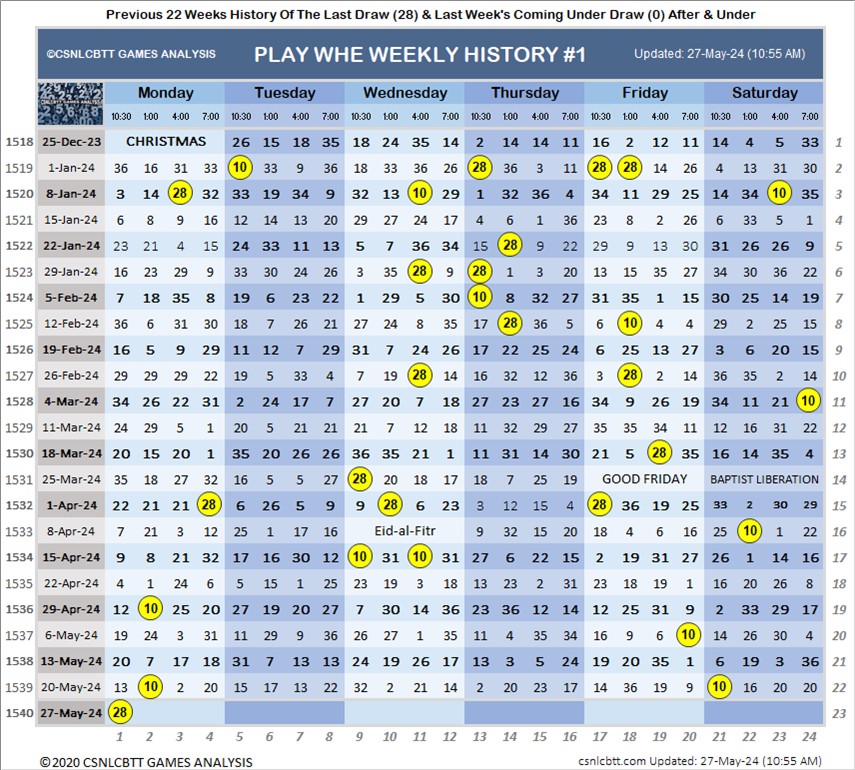 Previous 22 Weeks History Of The Last Draw (28) & Last Week's Coming Under Draw (0) After & Under
©CSNLCBTT GAMES ANALYSIS PLAY WHE WEEKLY HISTORY #1 Updated: 27-May-24 (10:55 AM)
CSNLCBTT GAMES ANALYSIS Monday Tuesday Wednesday Thursday Friday Saturday
10:30 1:00 4:00 7:00 10:30 1:00 4:00 7:00 10:30 1:00 4:00 7:00 10:30 1:00 4:00 7:00 10:30 1:00 4:00 7:00 10:30 1:00 4:00 7:00
1518 25-Dec-23 CHRISTMAS 26 15 18 35 18 24 35 14 2 14 14 11 16 2 12 11 14 4 5 33 1
1519 1-Jan-24 36 16 31 33 10 33 9 36 18 33 36 26 28 36 3 11 28 28 14 26 4 13 31 30 2
1520 8-Jan-24 3 14 28 32 33 19 34 9 32 13 10 29 1 32 36 4 34 11 29 25 14 34 10 35 3
1521 15-Jan-24 6 8 9 16 12 14 13 20 29 27 24 17 4 6 1 36 23 8 2 26 6 33 5 1 4
1522 22-Jan-24 23 21 4 15 24 33 11 13 5 7 36 34 15 28 9 22 29 9 13 30 31 26 26 9 5
1523 29-Jan-24 16 23 29 9 33 30 24 26 3 35 28 9 28 1 3 20 13 15 35 27 34 30 36 22 6
1524 5-Feb-24 7 18 35 8 19 6 23 22 1 29 5 30 10 8 32 27 31 35 1 15 30 25 14 19 7
1525 12-Feb-24 36 6 31 30 18 7 26 21 27 24 8 35 17 28 36 5 6 10 4 8 29 2 25 15 8
1526 19-Feb-24 16 5 9 29 11 12 7 29 31 7 24 26 17 22 25 24 6 25 13 27 3 6 20 15 9
1527 26-Feb-24 29 29 29 22 19 5 33 4 7 27 28 14 16 32 12 36 3 28 2 14 36 35 2 14 10
1528 4-Mar-24 34 26 22 31 2 24 17 7 27 20 7 18 27 23 27 16 34 9 26 19 34 11 21 10 11
1529 11-Mar-24 24 29 5 1 20 5 21 21 21 7 12 18 11 32 29 27 35 35 34 11 12 16 31 22 12
1530 18-Mar-24 20 15 20 1 35 20 26 26 36 35 21 1 11 31 14 30 21 5 28 35 16 14 35 4 13
1531 25-Mar-24 35 18 27 32 16 5 5 27 28 20 18 17 18 7 25 19 GOOD FRIDAY BAPTIST LIBERATION 14
1532 1-Apr-24 22 21 21 28 6 26 5 9 9 28 6 23 3 12 15 4 28 36 19 25 33 2 30 29 15
1533 8-Apr-24 7 21 3 12 25 1 17 16 Eid-al-Fitr 9 32 15 20 18 4 6 16 25 10 1 22 16
1534 15-Apr-24 9 8 21 32 17 16 30 12 10 31 10 31 27 6 22 15 2 19 31 27 26 1 14 16 17
1535 22-Apr-24 4 1 24 6 5 15 1 25 23 19 3 18 13 23 2 31 23 18 19 1 16 20 26 8 18
1536 29-Apr-24 12 10 25 20 27 19 20 27 7 30 14 36 23 36 12 14 12 25 31 9 2 33 29 17 19
1537 6-May-24 19 24 3 31 11 29 9 36 26 27 1 35 11 4 35 34 16 9 6 10 14 26 30 4 20
1538 13-May-24 20 7 17 18 31 7 13 13 24 19 26 17 13 3 5 24 19 20 35 1 6 19 3 36 21
1539 20-May-24 13 10 2 20 15 17 13 22 32 2 21 14 2 20 23 17 14 36 19 9 10 16 20 20 22
1540 27-May-24 28 23
1 2 3 4 5 6 7 8 9 10 11 12 13 14 15 16 17 18 19 20 21 22 23 24
©2020 CSNLCBTT GAMES ANALYSIS csnlcbtt.com Updated: 27-May-24 (10:55 AM)